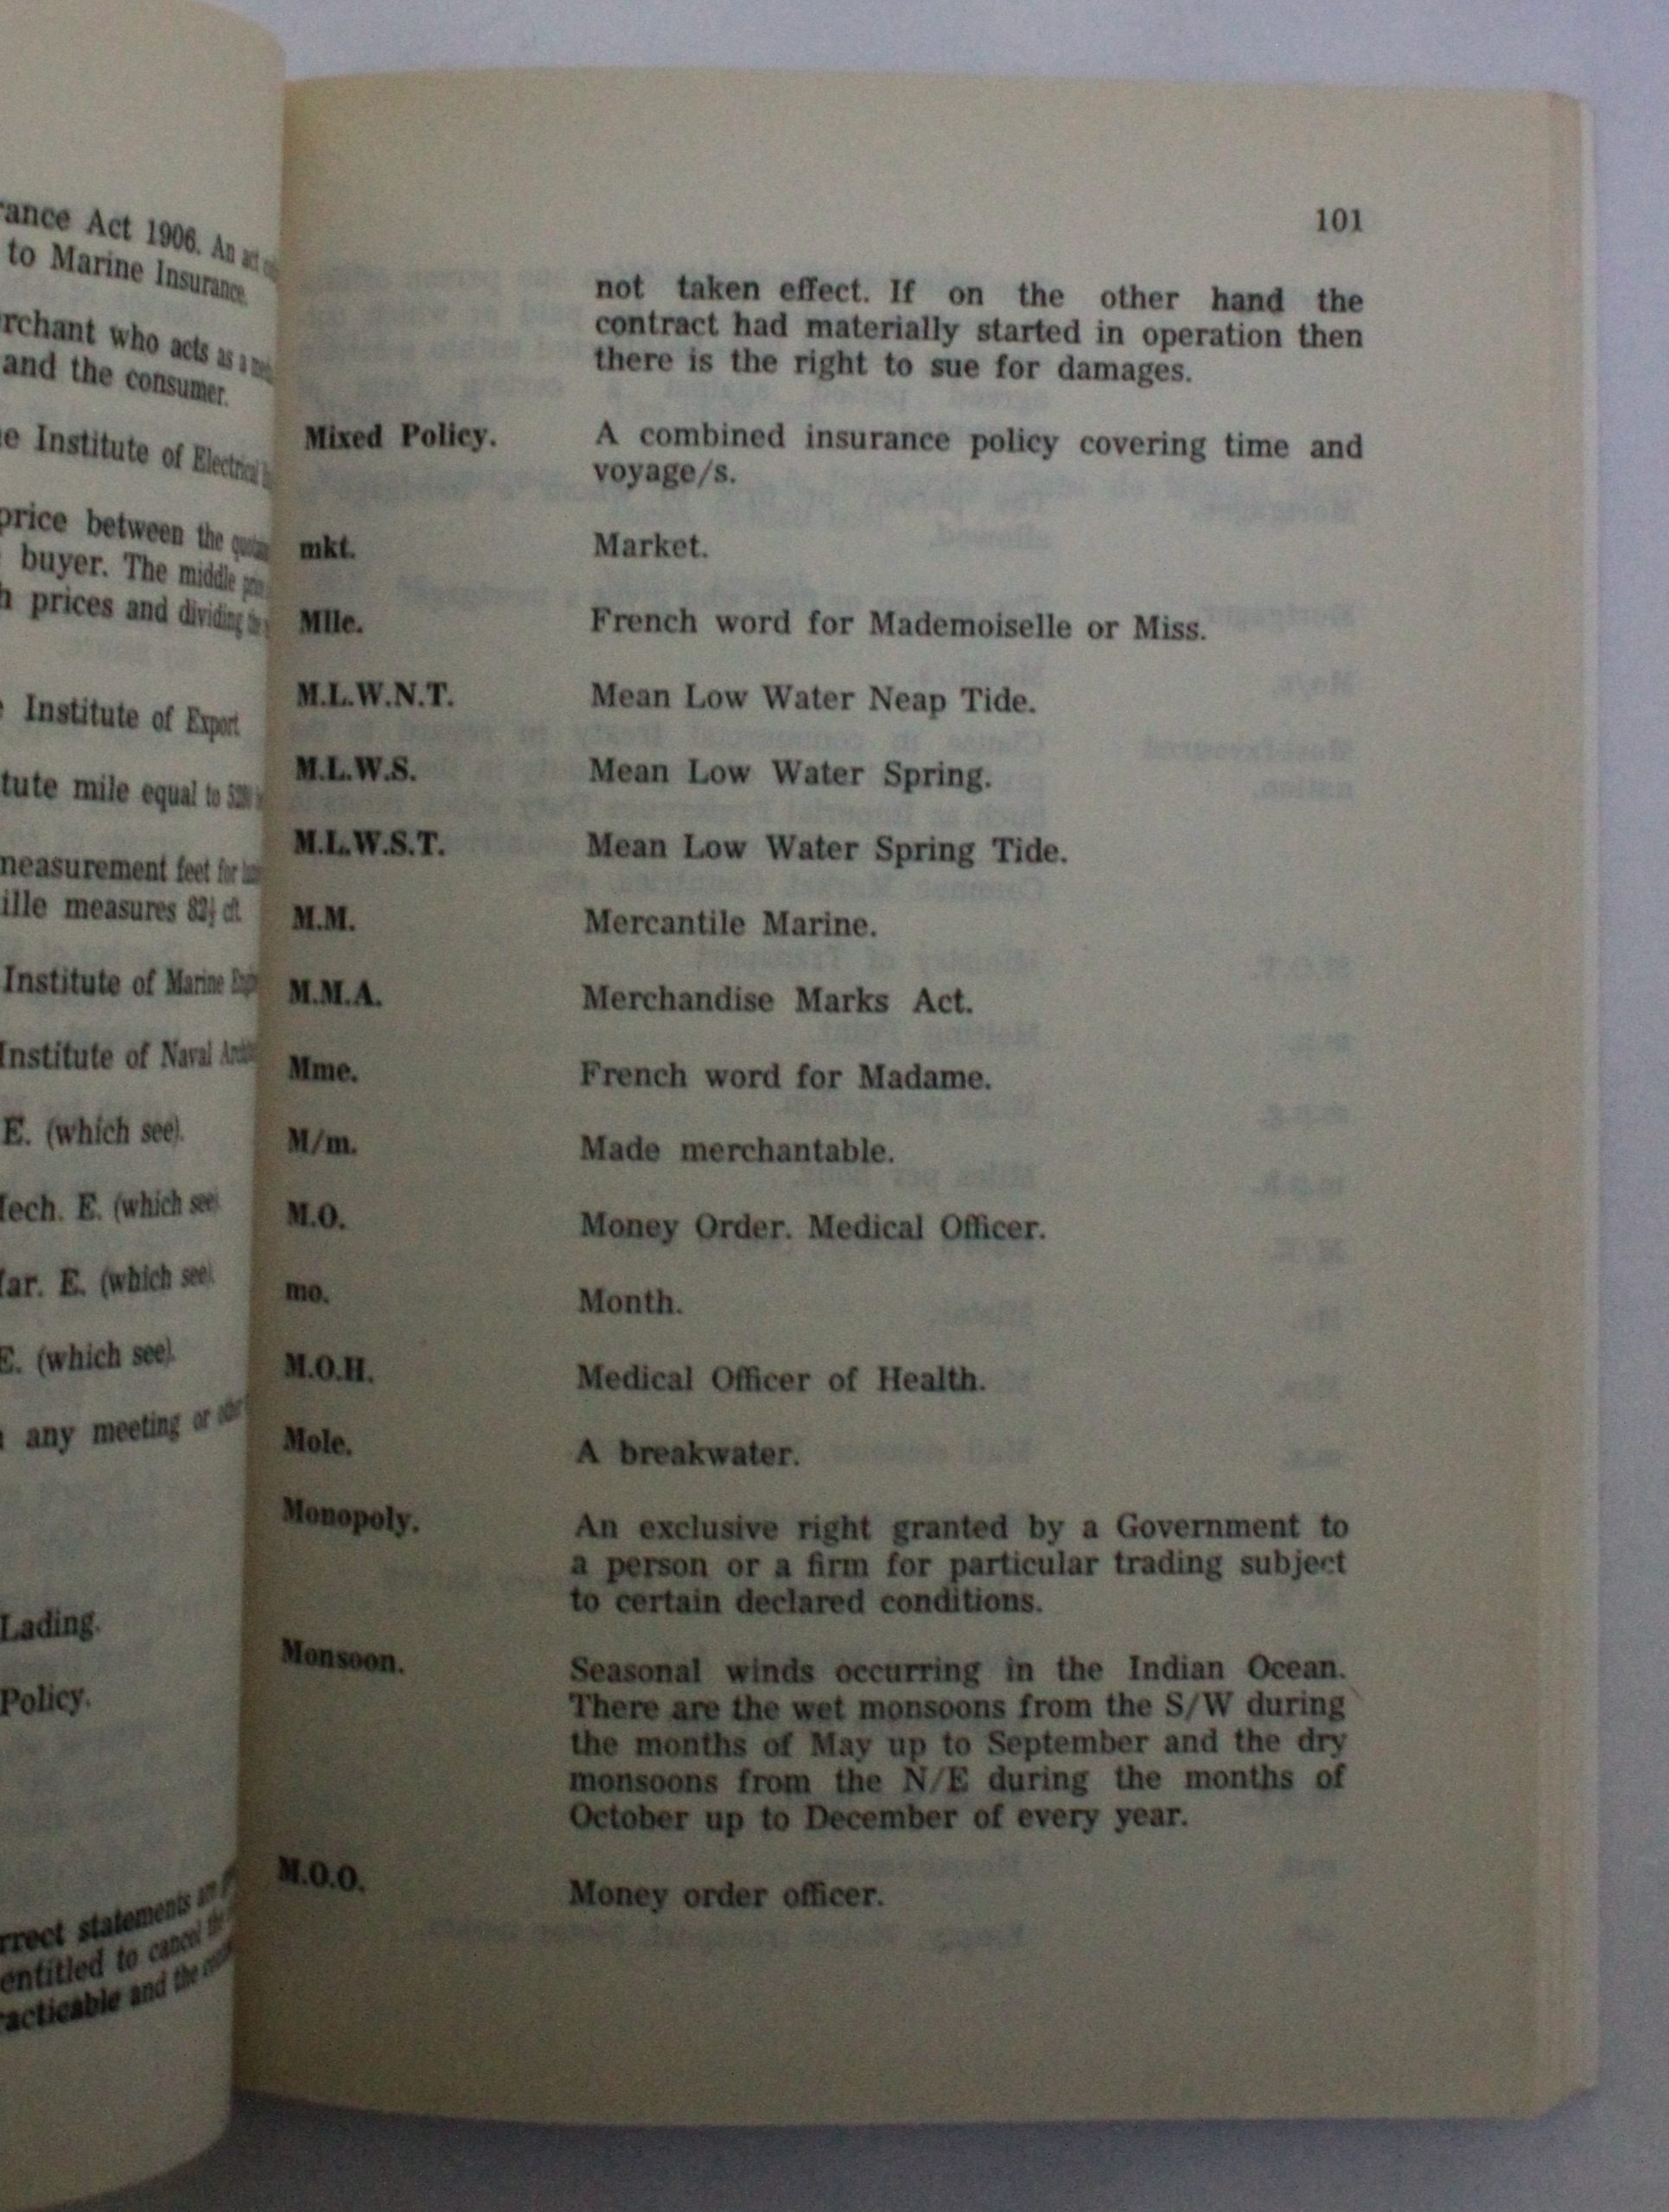 rance Act 1906. An
to Marine Insurance.
rchant who acts as a
and the consumer.
e Institute of Electrical
price between the
buyer. The middle
prices and dividing
Institute of Export
tute mile equal to
measurement feet for
ille measures
Institute of Marine
Institute of Naval
E. (which see).
ech. E. (which see)
ar. E. (which see)
E. (which see).
any meeting or
Lading.
Policy.
rrect statements
entitled to cancel
acticable and the
101
not taken effect. If on the other hand the
contract had materially started in operation then
there is the right to sue for damages.
Mixed Policy. A combined insurance policy covering time and
voyage/s.
mkt. Market.
Mlle. French word for Mademoiselle or Miss.
M.L.W.N.T. Mean Low Water Neap Tide.
M.L.W.S. Mean Low Water Spring.
M.L.W.S.T. Mean Low Water Spring Tide.
M.M. Mercantile Marine.
M.M.A. Merchandise Marks Act.
Mme. French word for Madame.
M/m. Made merchantable.
M.O. Money Order. Medical Officer.
mo. Month.
M.O.H. Medical Officer of Health.
Mole. A breakwater.
Monopoly. An exclusive right granted by a Government to
a person or a firm for particular trading subject
to certain declared conditions.
Monsoon. Seasonal winds occurring in the Indian Ocean.
There are the wet monsoons from the S/W during
the months of May up to September and the dry
monsoons from the N/E during the months of
October up to December of every year.
M.O.O. Money order officer.